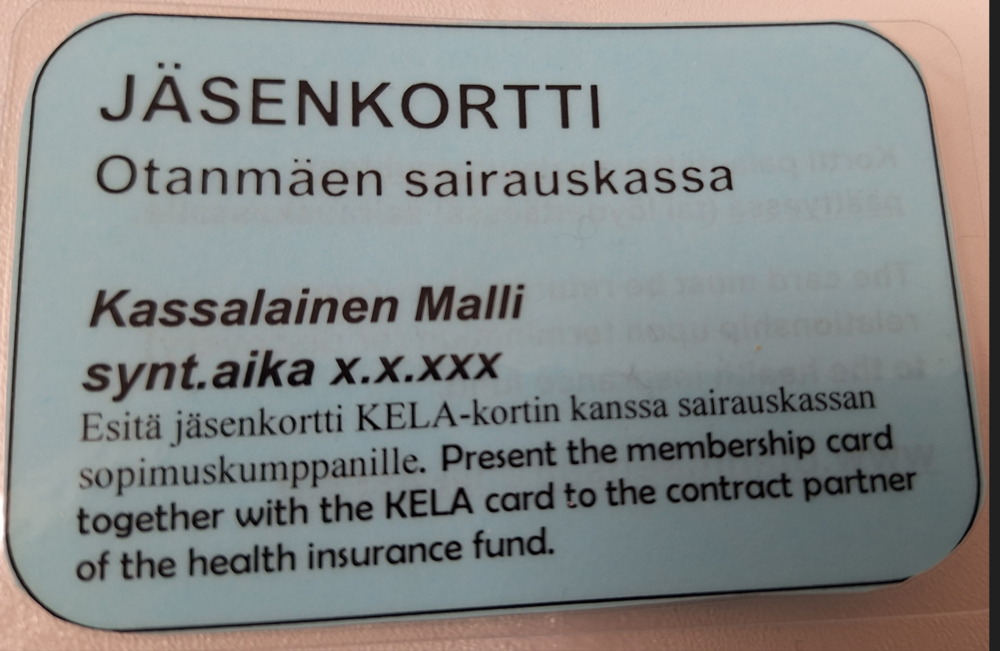 JÄSENKORTTI
Otanmäen sairauskassa
Kassalainen Malli
synt.aika x.x.xxx
Esitä jäsenkortti KELA-kortin kanssa sairauskassan
sopimuskumppanille. Present the membership card
together with the KELA card to the contract partner
of the health insurance fund.